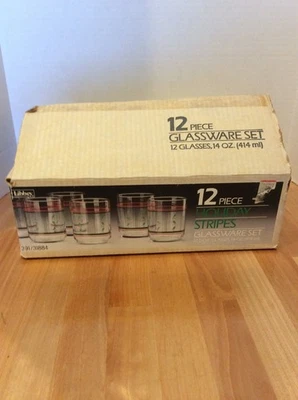 12 PIECE
GLASSWARE SET
12 GLASSES, 14 OZ. (414 ml)
Libbey
12 PIECE
HOLIDAY
STRIPES
GLASSWARE SET